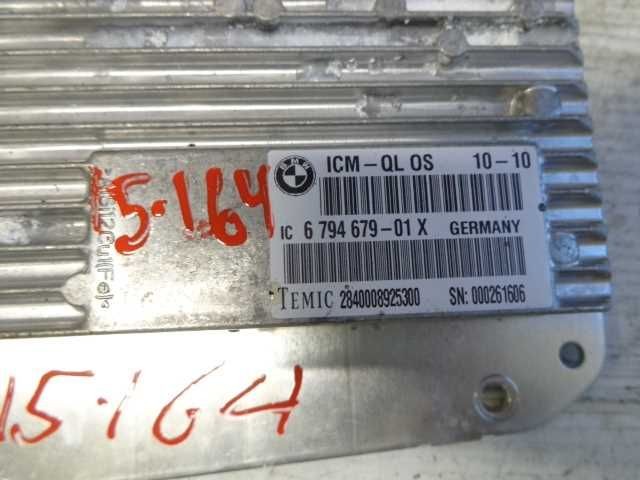 BMW
ICM-QL OS 10-10
IC 6 794 679-01 X GERMANY
TEMIC 2840008925300 SN: 000261606
5·164
15·164